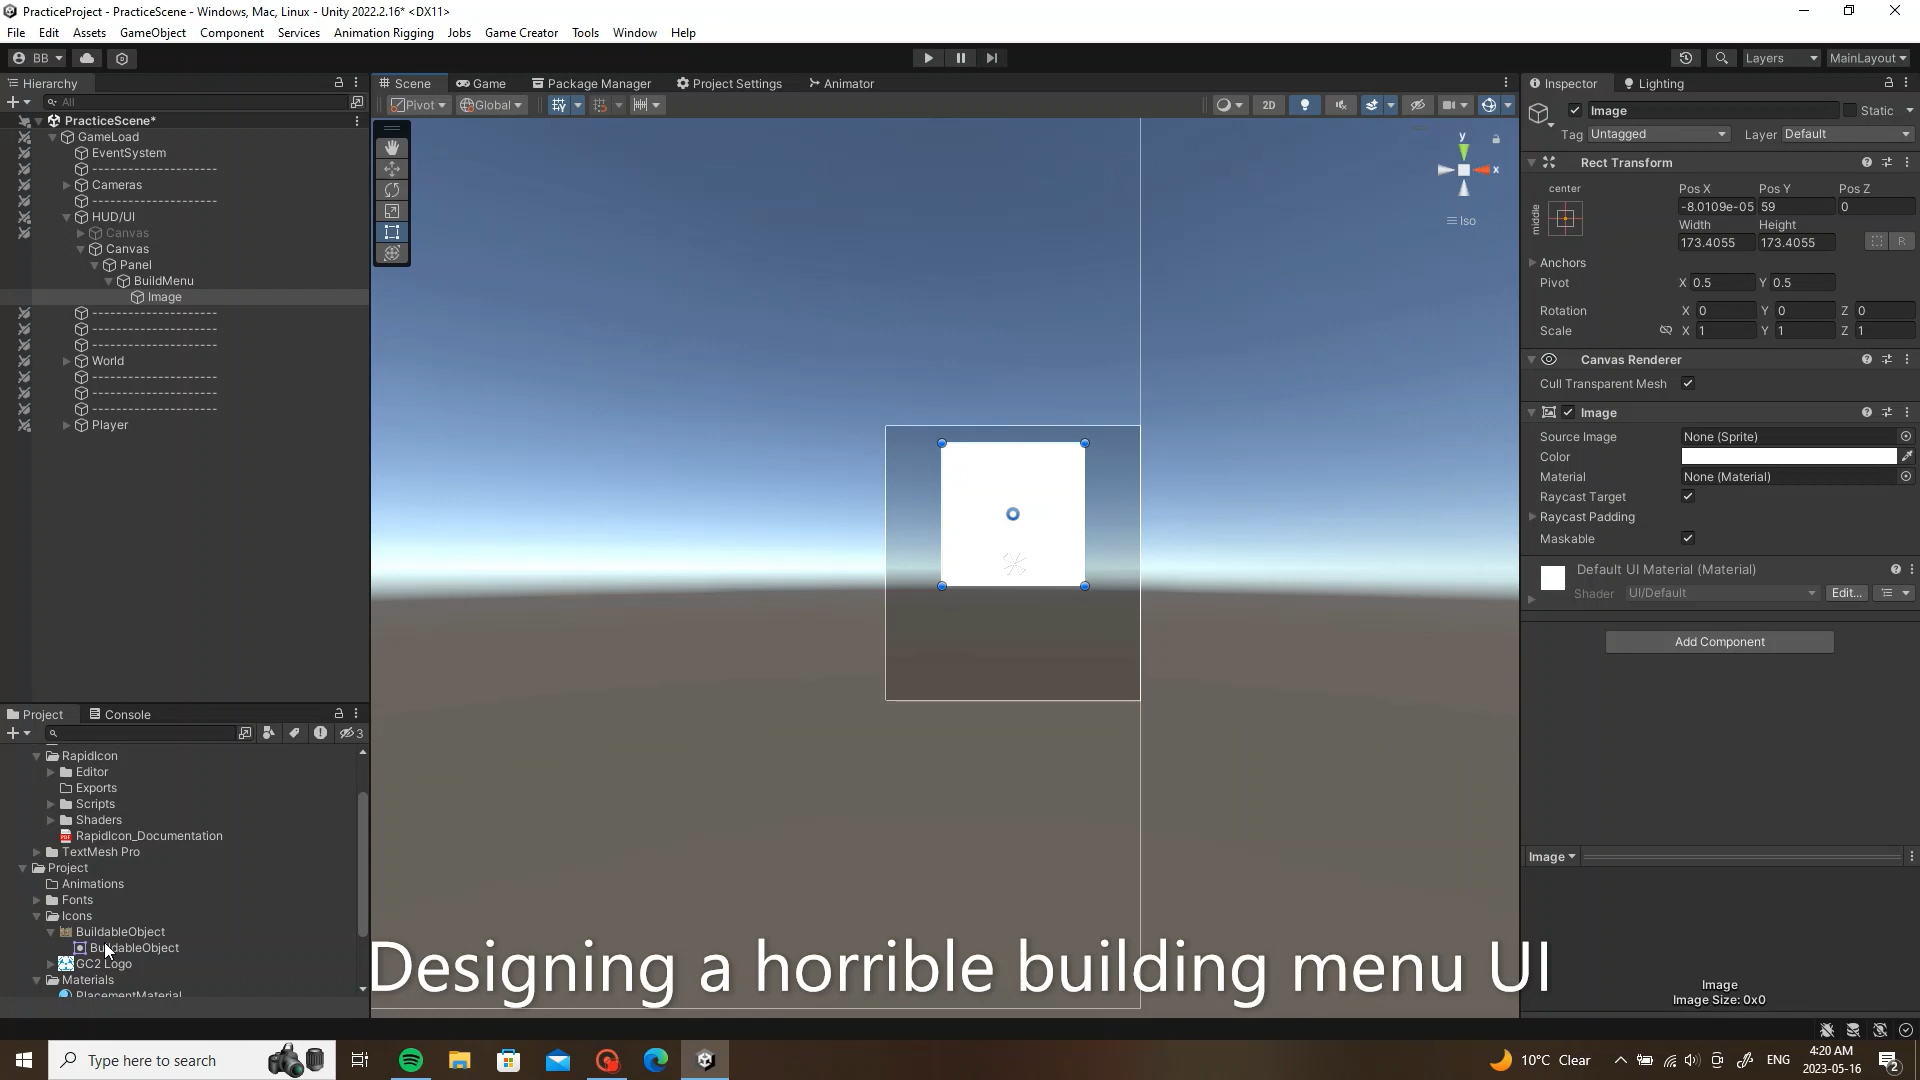 PracticeProject - PracticeScene - Windows, Mac, Linux - Unity 2022.2.16* <DX11>
File Edit Assets GameObject Component Services Animation Rigging Jobs Game Creator Tools Window Help
BB Layers MainLayout
Hierarchy Scene Game Package Manager Project Settings Animator Inspector Lighting
All Pivot Global 2D Image Static
PracticeScene*
Tag Untagged Layer Default
GameLoad
EventSystem
--------------------
Rect Transform
Cameras
--------------------
center Pos X Pos Y Pos Z
middle -8.0109e-05 59 0
HUD/UI
Width Height
Canvas
173.4055 173.4055 R
Canvas
Panel
Anchors
BuildMenu
Pivot X 0.5 Y 0.5
Image
--------------------
Rotation X 0 Y 0 Z 0
--------------------
Scale X 1 Y 1 Z 1
--------------------
World
Canvas Renderer
--------------------
Cull Transparent Mesh
--------------------
--------------------
Image
Player
Source Image None (Sprite)
Color
Material None (Material)
Raycast Target
Raycast Padding
Maskable
Default UI Material (Material)
Shader UI/Default Edit...
Add Component
y
x
Iso
Project Console
3
RapidIcon
Editor
Exports
Scripts
Shaders
RapidIcon_Documentation
TextMesh Pro
Project
Animations
Fonts
Icons
BuildableObject
BuildableObject
GC2 Logo
Materials
PlacementMaterial
Image
Designing a horrible building menu UI
Image
Image Size: 0x0
Type here to search
10°C Clear ENG 4:20 AM
2023-05-16
2